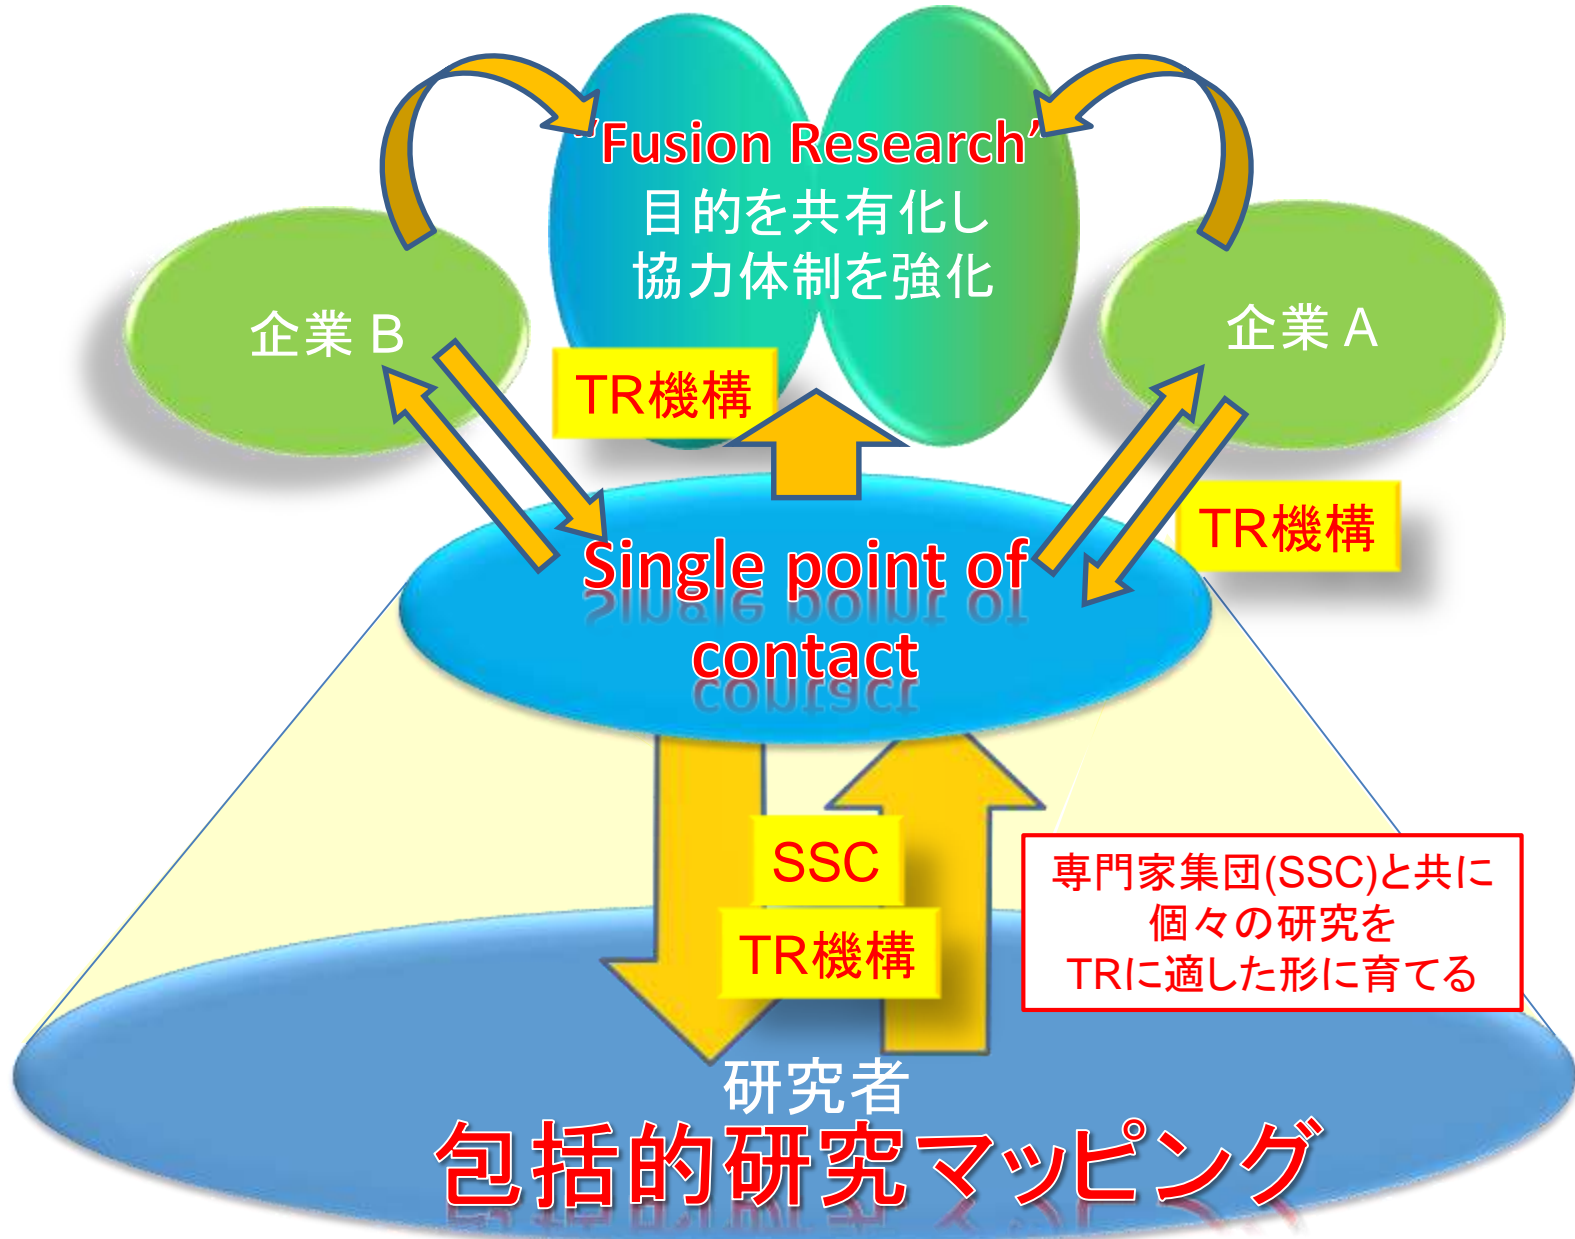 “Fusion Research”
目的を共有化し
協力体制を強化
企業 B
企業 A
TR機構
TR機構
Single point of
contact
SSC
TR機構
専門家集団(SSC)と共に
個々の研究を
TRに適した形に育てる
研究者
包括的研究マッピング